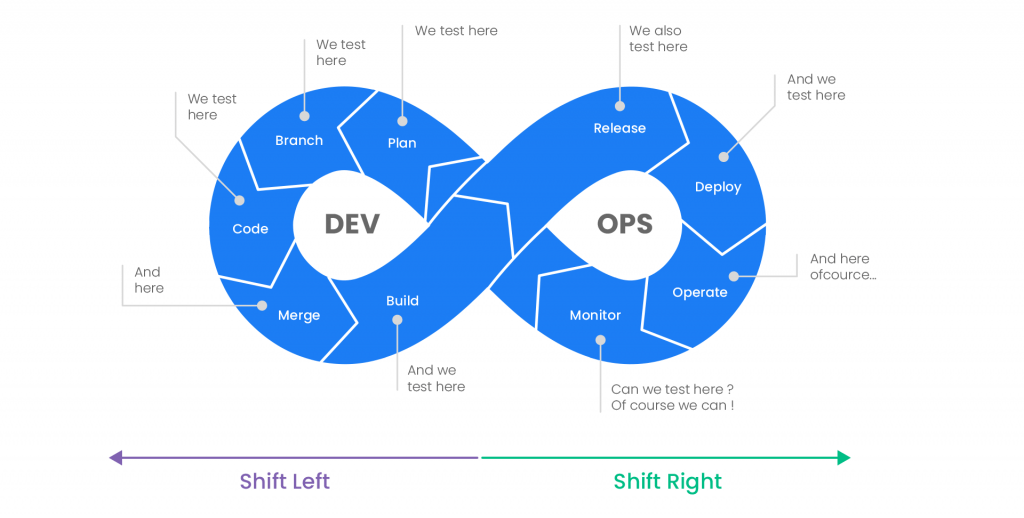 We test here
We also
test here
We test
here
And we
test here
We test
here
Branch
Plan
Release
Deploy
Code
DEV
OPS
And here
ofcource...
And
here
Merge
Build
Monitor
Operate
And we
test here
Can we test here ?
Of course we can !
Shift Left
Shift Right